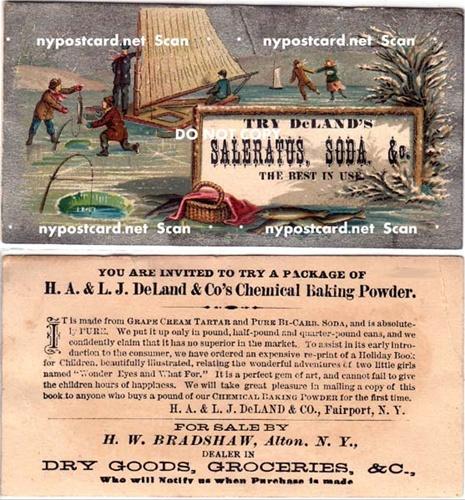 nypostcard.net Scan nypostcard.net Scan
TRY DeLAND'S
DO NOT COPY
SALERATUS, SODA, &c.
THE BEST IN USE
nypostcard.net Scan nypostcard.net Scan
YOU ARE INVITED TO TRY A PACKAGE OF
H. A. & L. J. DeLAND & Co's Chemical Baking Powder.
IT is made from GRAPE CREAM TARTAR and PURE BI-CARB. SODA, and is absolute-
ly PURE. We put it up only in pound, half-pound and quarter-pound cans, and we
confidently claim that it has no superior in the market. To assist in its early intro-
duction to the consumer, we have ordered an expensive re-print of a Holiday Book
for Children, beautifully illustrated, relating the wonderful adventures of two little girls
named "Wonder Eyes and What For." It is a perfect gem of art, and cannot fail to give
the children hours of happiness. We will take great pleasure in mailing a copy of this
book to anyone who buys a pound of our CHEMICAL BAKING POWDER for the first time.
H. A. & L. J. DeLAND & CO., Fairport, N. Y.
FOR SALE BY
H. W. BRADSHAW, Alton, N. Y.,
DEALER IN
DRY GOODS, GROCERIES, &C.,
Who will Notify us when Purchase is made